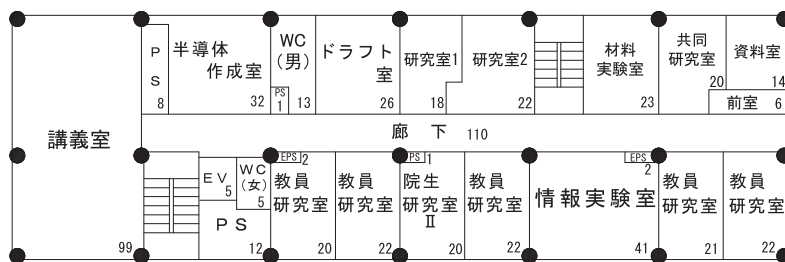 講義室
99
PS
8
半導体
作成室
32
WC
(男)
PS
1
13
ドラフト
室
26
研究室1
18
研究室2
22
材料
実験室
23
共同
研究室
20
資料室
14
前室 6
廊下 110
EV
5
WC
(女)
5
PS
12
EPS 2
教員
研究室
20
教員
研究室
22
PS 1
院生
研究室
Ⅱ
20
教員
研究室
22
情報実験室
EPS
2
41
教員
研究室
21
教員
研究室
22